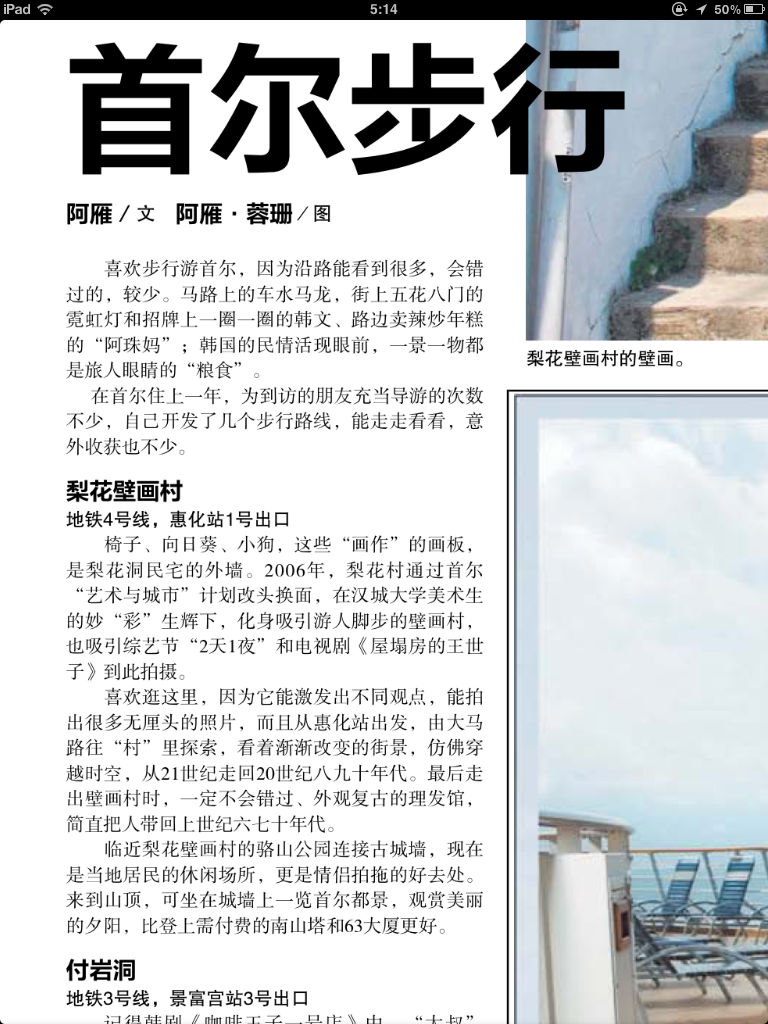 iPad
5:14
50%
首尔步行
阿雁/文 阿雁·蓉珊/图
喜欢步行游首尔，因为沿路能看到很多，会错
过的，较少。马路上的车水马龙，街上五花八门的
霓虹灯和招牌上一圈一圈的韩文、路边卖辣炒年糕
的“阿珠妈”；韩国的民情活现眼前，一景一物都
是旅人眼睛的“粮食”。
在首尔住上一年，为到访的朋友充当导游的次数
不少，自己开发了几个步行路线，能走走看看，意
外收获也不少。
梨花壁画村
地铁4号线，惠化站1号出口
椅子、向日葵、小狗，这些“画作”的画板，
是梨花洞民宅的外墙。2006年，梨花村通过首尔
“艺术与城市”计划改头换面，在汉城大学美术生
的妙“彩”生辉下，化身吸引游人脚步的壁画村，
也吸引综艺节“2天1夜”和电视剧《屋塌房的王世
子》到此拍摄。
喜欢逛这里，因为它能激发出不同观点，能拍
出很多无厘头的照片，而且从惠化站出发，由大马
路往“村”里探索，看着渐渐改变的街景，仿佛穿
越时空，从21世纪走回20世纪八九十年代。最后走
出壁画村时，一定不会错过、外观复古的理发馆，
简直把人带回上世纪六七十年代。
临近梨花壁画村的骆山公园连接古城墙，现在
是当地居民的休闲场所，更是情侣拍拖的好去处。
来到山顶，可坐在城墙上一览首尔都景，观赏美丽
的夕阳，比登上需付费的南山塔和63大厦更好。
付岩洞
地铁3号线，景富宫站3号出口
记得韩剧《咖啡王子一号店》中，“大叔”
梨花壁画村的壁画。